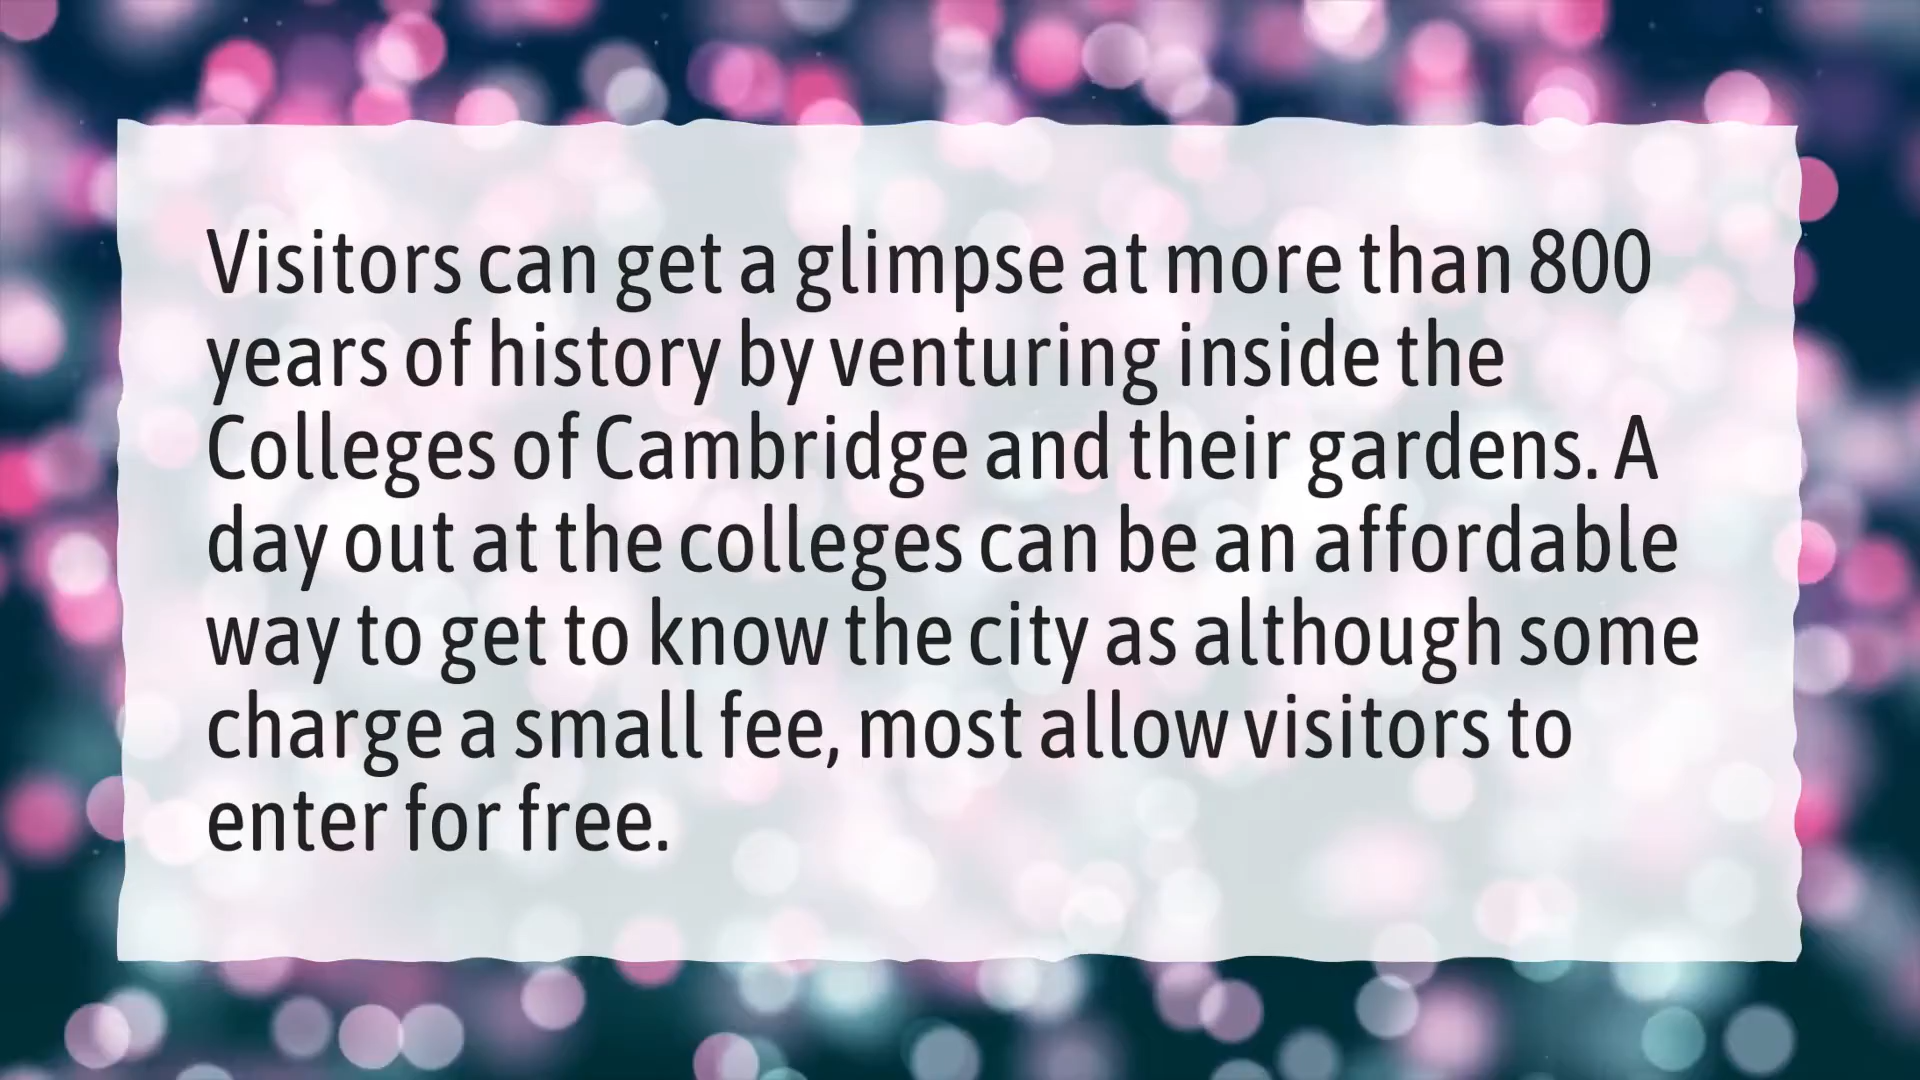 Visitors can get a glimpse at more than 800
years of history by venturing inside the
Colleges of Cambridge and their gardens. A
day out at the colleges can be an affordable
way to get to know the city as although some
charge a small fee, most allow visitors to
enter for free.